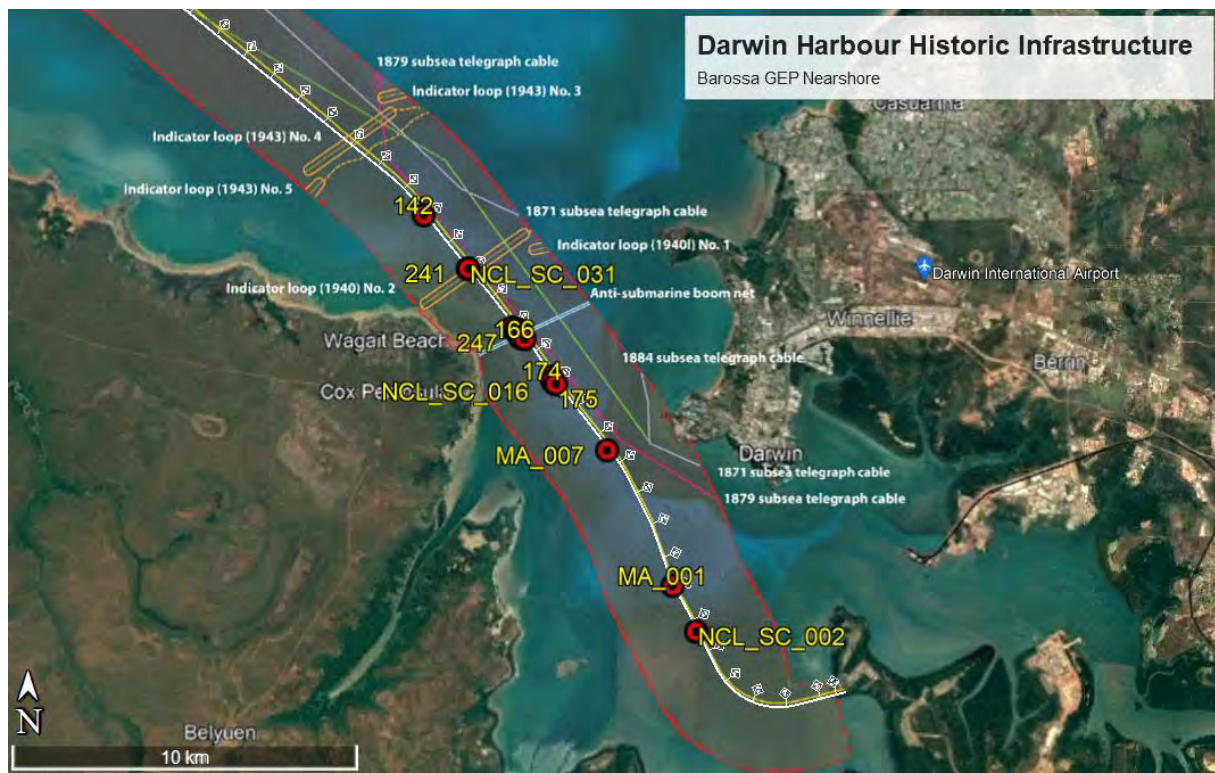 Darwin Harbour Historic Infrastructure
Barossa GEP Nearshore
Casuarina
1879 subsea telegraph cable
Indicator loop (1943) No. 3
Indicator loop (1943) No. 4
Indicator loop (1943) No. 5
142
1871 subsea telegraph cable
Indicator loop (1940l) No. 1
241
NCL_SC_031
Darwin International Airport
Indicator loop (1940) No. 2
Anti-submarine boom net
Winnellie
166
Wagait Beach
247
1884 subsea telegraph cable
Berrin
174
NCL_SC_016
175
MA_007
Darwin
1871 subsea telegraph cable
1879 subsea telegraph cable
MA_001
NCL_SC_002
N
Belyuen
10 km